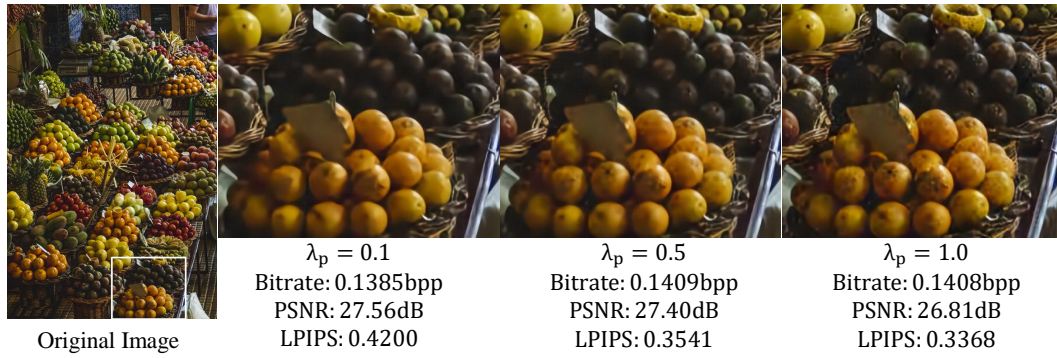 λp = 0.1
Bitrate: 0.1385bpp
PSNR: 27.56dB
LPIPS: 0.4200
λp = 0.5
Bitrate: 0.1409bpp
PSNR: 27.40dB
LPIPS: 0.3541
λp = 1.0
Bitrate: 0.1408bpp
PSNR: 26.81dB
LPIPS: 0.3368
Original Image